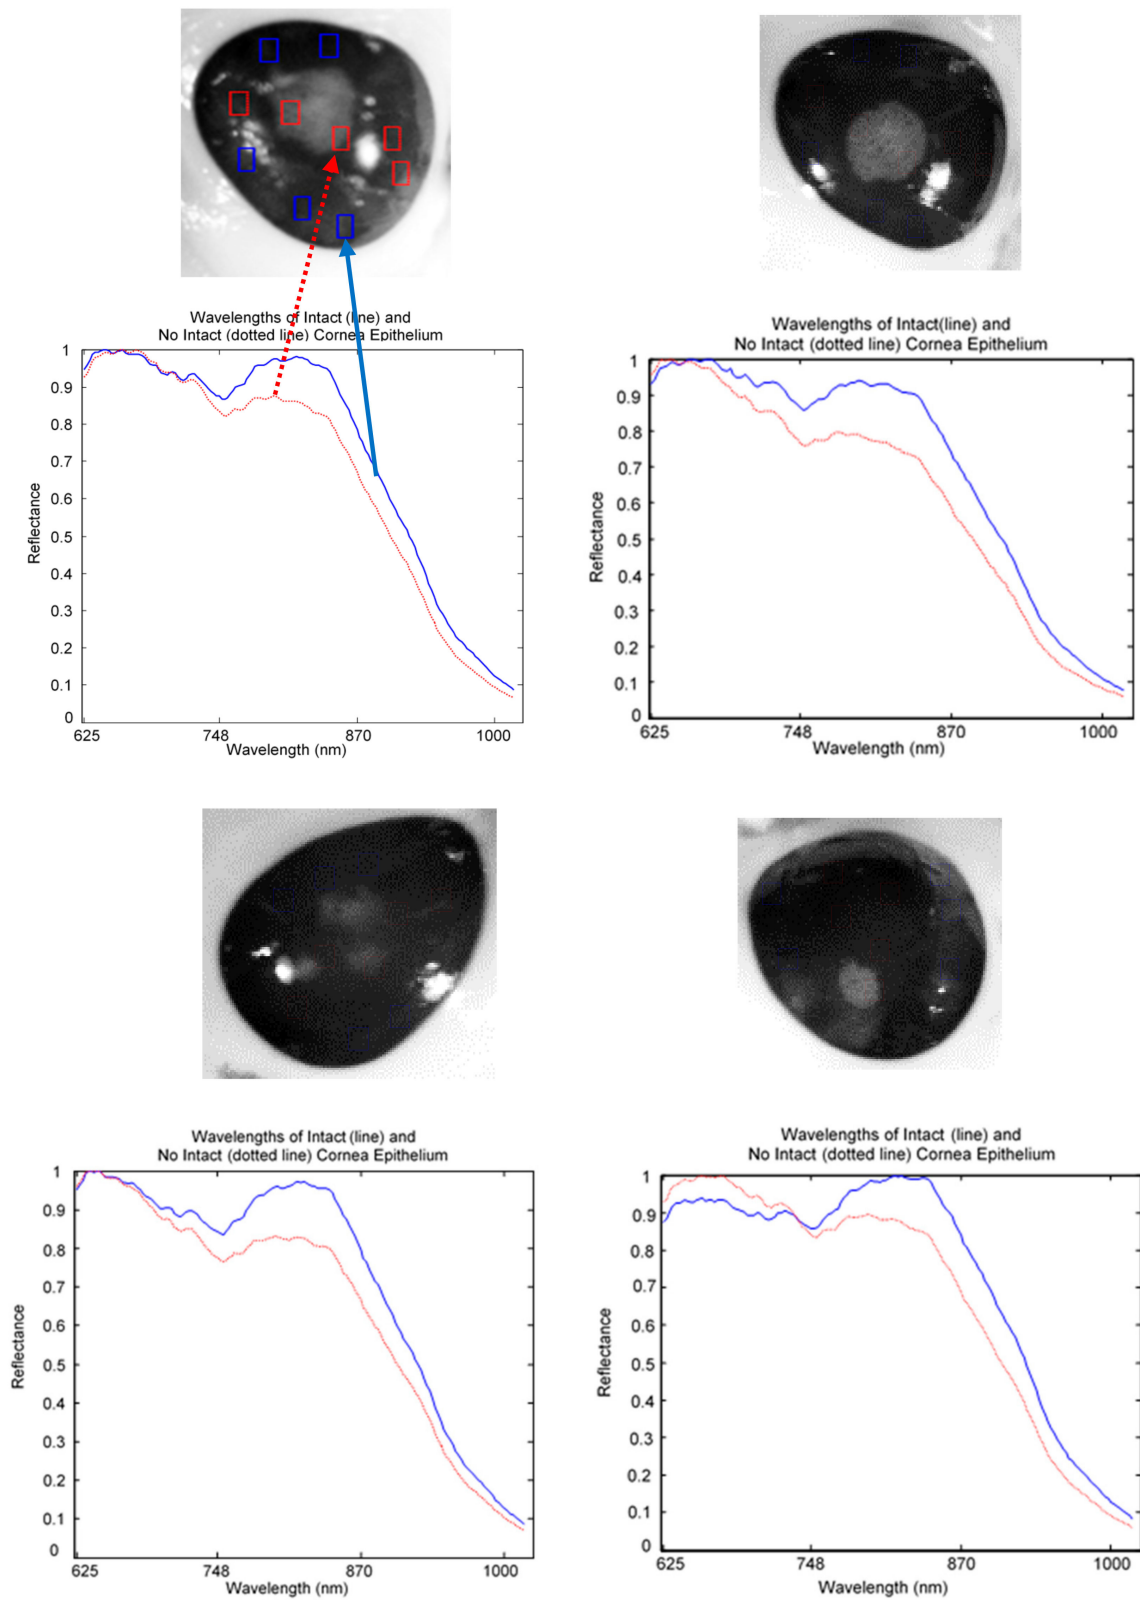 Wavelengths of Intact (line) and
No Intact (dotted line) Cornea Epithelium
1
0.9
0.8
0.7
0.6
0.5
0.4
0.3
0.2
0.1
0
Reflectance
625 748 870 1000
Wavelength (nm)
Wavelengths of Intact(line) and
No Intact (dotted line) Cornea Epithelium
1
0.9
0.8
0.7
0.6
0.5
0.4
0.3
0.2
0.1
0
Reflectance
625 748 870 1000
Wavelength (nm)
Wavelengths of Intact (line) and
No Intact (dotted line) Cornea Epithelium
1
0.9
0.8
0.7
0.6
0.5
0.4
0.3
0.2
0.1
0
Reflectance
625 748 870 1000
Wavelength (nm)
Wavelengths of Intact (line) and
No Intact (dotted line) Cornea Epithelium
1
0.9
0.8
0.7
0.6
0.5
0.4
0.3
0.2
0.1
0
Reflectance
625 748 870 1000
Wavelength (nm)